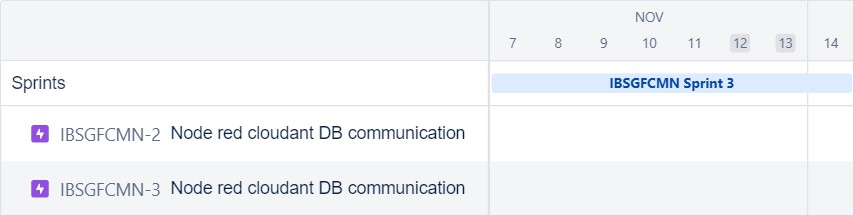 NOV
7 8 9 10 11 12 13 14
Sprints IBSGFCMN Sprint 3
IBSGFCMN-2 Node red cloudant DB communication
IBSGFCMN-3 Node red cloudant DB communication